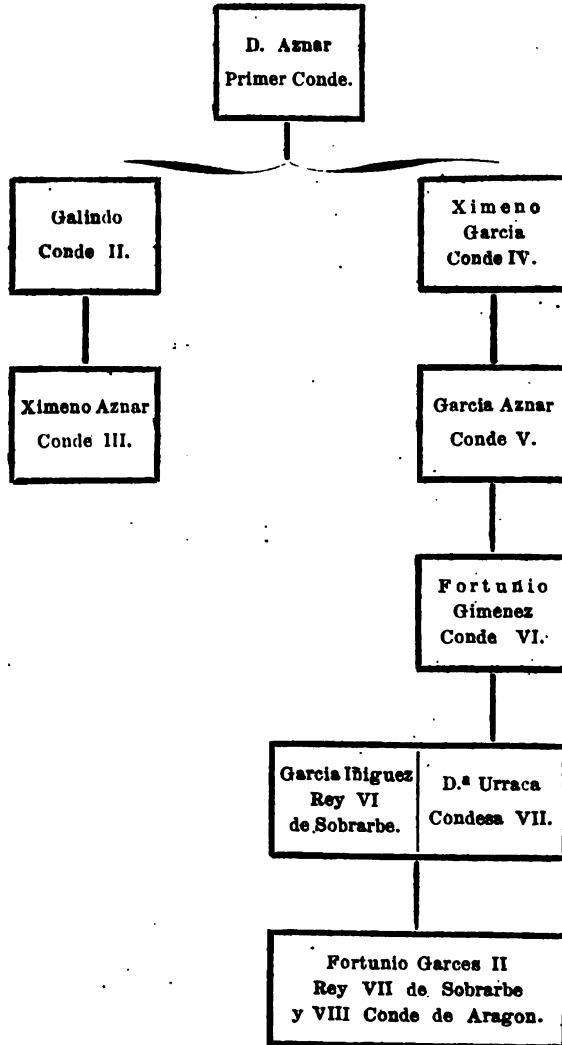 D. Aznar
Primer Conde.
Galindo
Conde II.
Ximeno
Garcia
Conde IV.
Ximeno Aznar
Conde III.
Garcia Aznar
Conde V.
Fortunio
Gimenez
Conde VI.
Garcia Iñiguez
Rey VI
de Sobrarbe.
D.ª Urraca
Condesa VII.
Fortunio Garces II
Rey VII de Sobrarbe
y VIII Conde de Aragon.